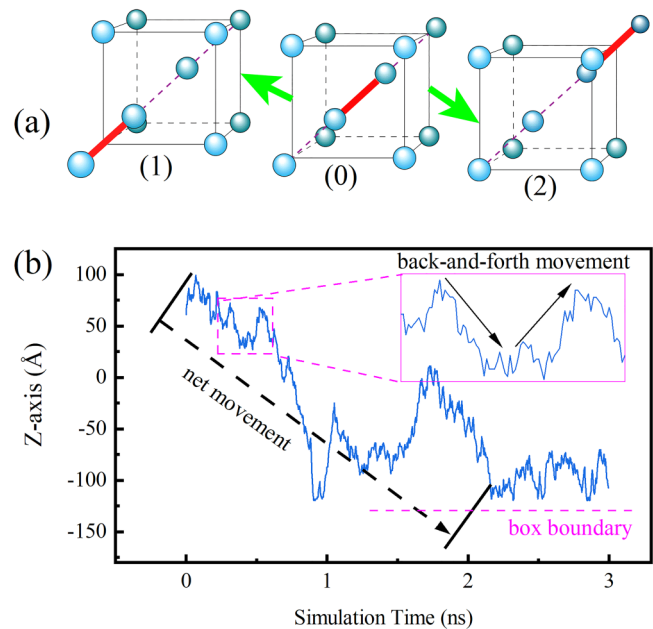 (a)
(1)
(0)
(2)
(b)
back-and-forth movement
net movement
box boundary
100
50
0
-50
-100
-150
Z-axis (Å)
0
1
2
3
Simulation Time (ns)